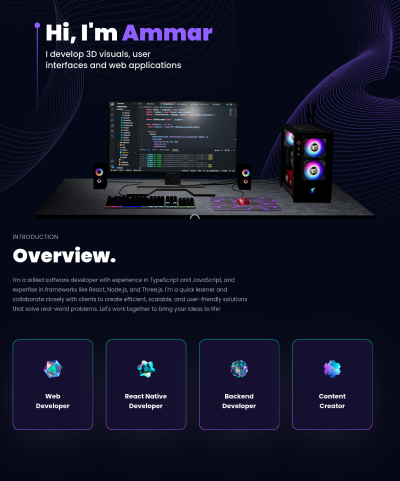 Hi, I'm Ammar
I develop 3D visuals, user
interfaces and web applications
INTRODUCTION
Overview.
I'm a skilled software developer with experience in TypeScript and JavaScript, and
expertise in frameworks like React, Node.js, and Three.js. I'm a quick learner and
collaborate closely with clients to create efficient, scalable, and user-friendly solutions
that solve real-world problems. Let's work together to bring your ideas to life!
Web
Developer
React Native
Developer
Backend
Developer
Content
Creator